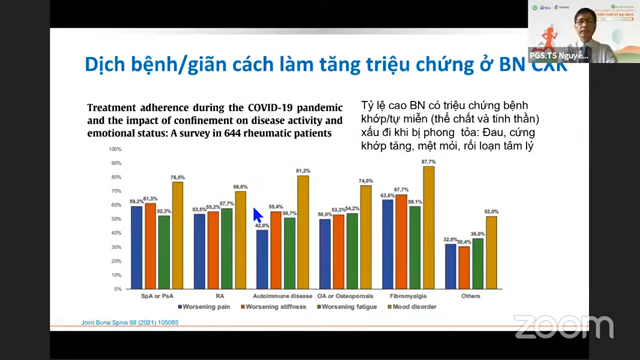 Dịch bệnh/giãn cách làm tăng triệu chứng ở BN CXK
PGS.TS Nguyễ...
Treatment adherence during the COVID-19 pandemic
and the impact of confinement on disease activity and
emotional status: A survey in 644 rheumatic patients
Tỷ lệ cao BN có triệu chứng bệnh
khớp/tự miễn (thể chất và tinh thần)
xấu đi khi bị phong tỏa: Đau, cứng
khớp tăng, mệt mỏi, rối loạn tâm lý
100%
90%
80%
70%
60%
50%
40%
30%
20%
10%
0%
59,2% 61,3% 52,3% 76,5%
53,5% 55,2% 57,7% 69,8%
42,0% 55,4% 50,7% 81,2%
50,0% 53,3% 54,2% 74,0%
63,6% 67,7% 59,1% 87,7%
32,0% 30,4% 36,0% 52,0%
SpA or PsA RA Autoimmune disease OA or Osteoporosis Fibromyalgia Others
Worsening pain Worsening stiffness Worsening fatigue Mood disorder
Joint Bone Spine 88 (2021) 105085
zoom